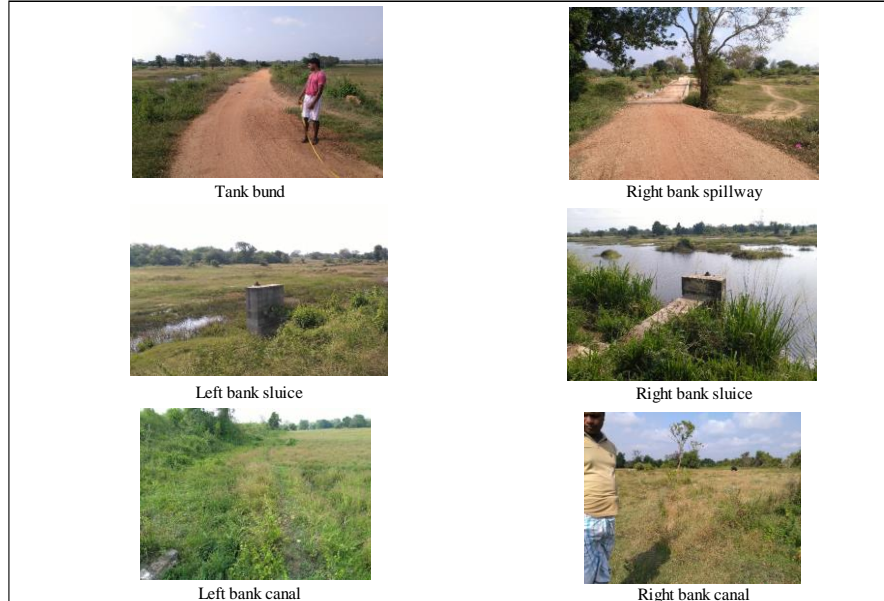 Tank bund
Right bank spillway
Left bank sluice
Right bank sluice
Left bank canal
Right bank canal